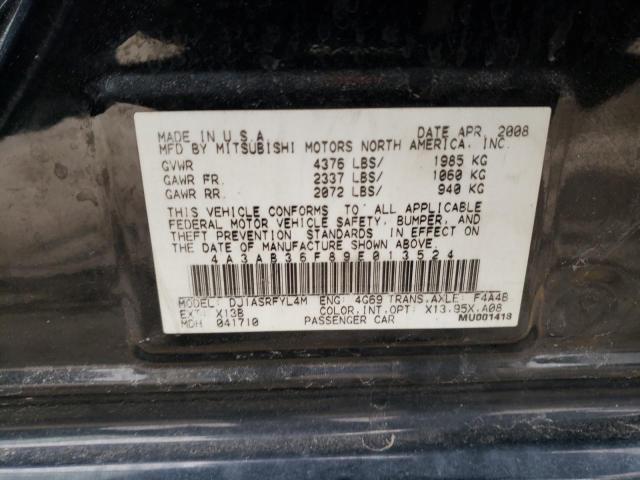 MADE IN U.S.A. DATE APR, 2008
MFD BY MITSUBISHI MOTORS NORTH AMERICA, INC.
GVWR 4376 LBS/ 1985 KG
GAWR FR. 2337 LBS/ 1060 KG
GAWR RR. 2072 LBS/ 940 KG
THIS VEHICLE CONFORMS TO ALL APPLICABLE
FEDERAL MOTOR VEHICLE SAFETY, BUMPER, AND
THEFT PREVENTION STANDARDS IN EFFECT ON
THE DATE OF MANUFACTURE SHOWN ABOVE.
4A3AB36F89E013524
MODEL: DJ1ASRFYL4M ENG: 4G69 TRANS.AXLE: F4A4B
EXT: X13B COLOR,INT,OPT: X13,95X,A08
MDH 041710 PASSENGER CAR MU001418